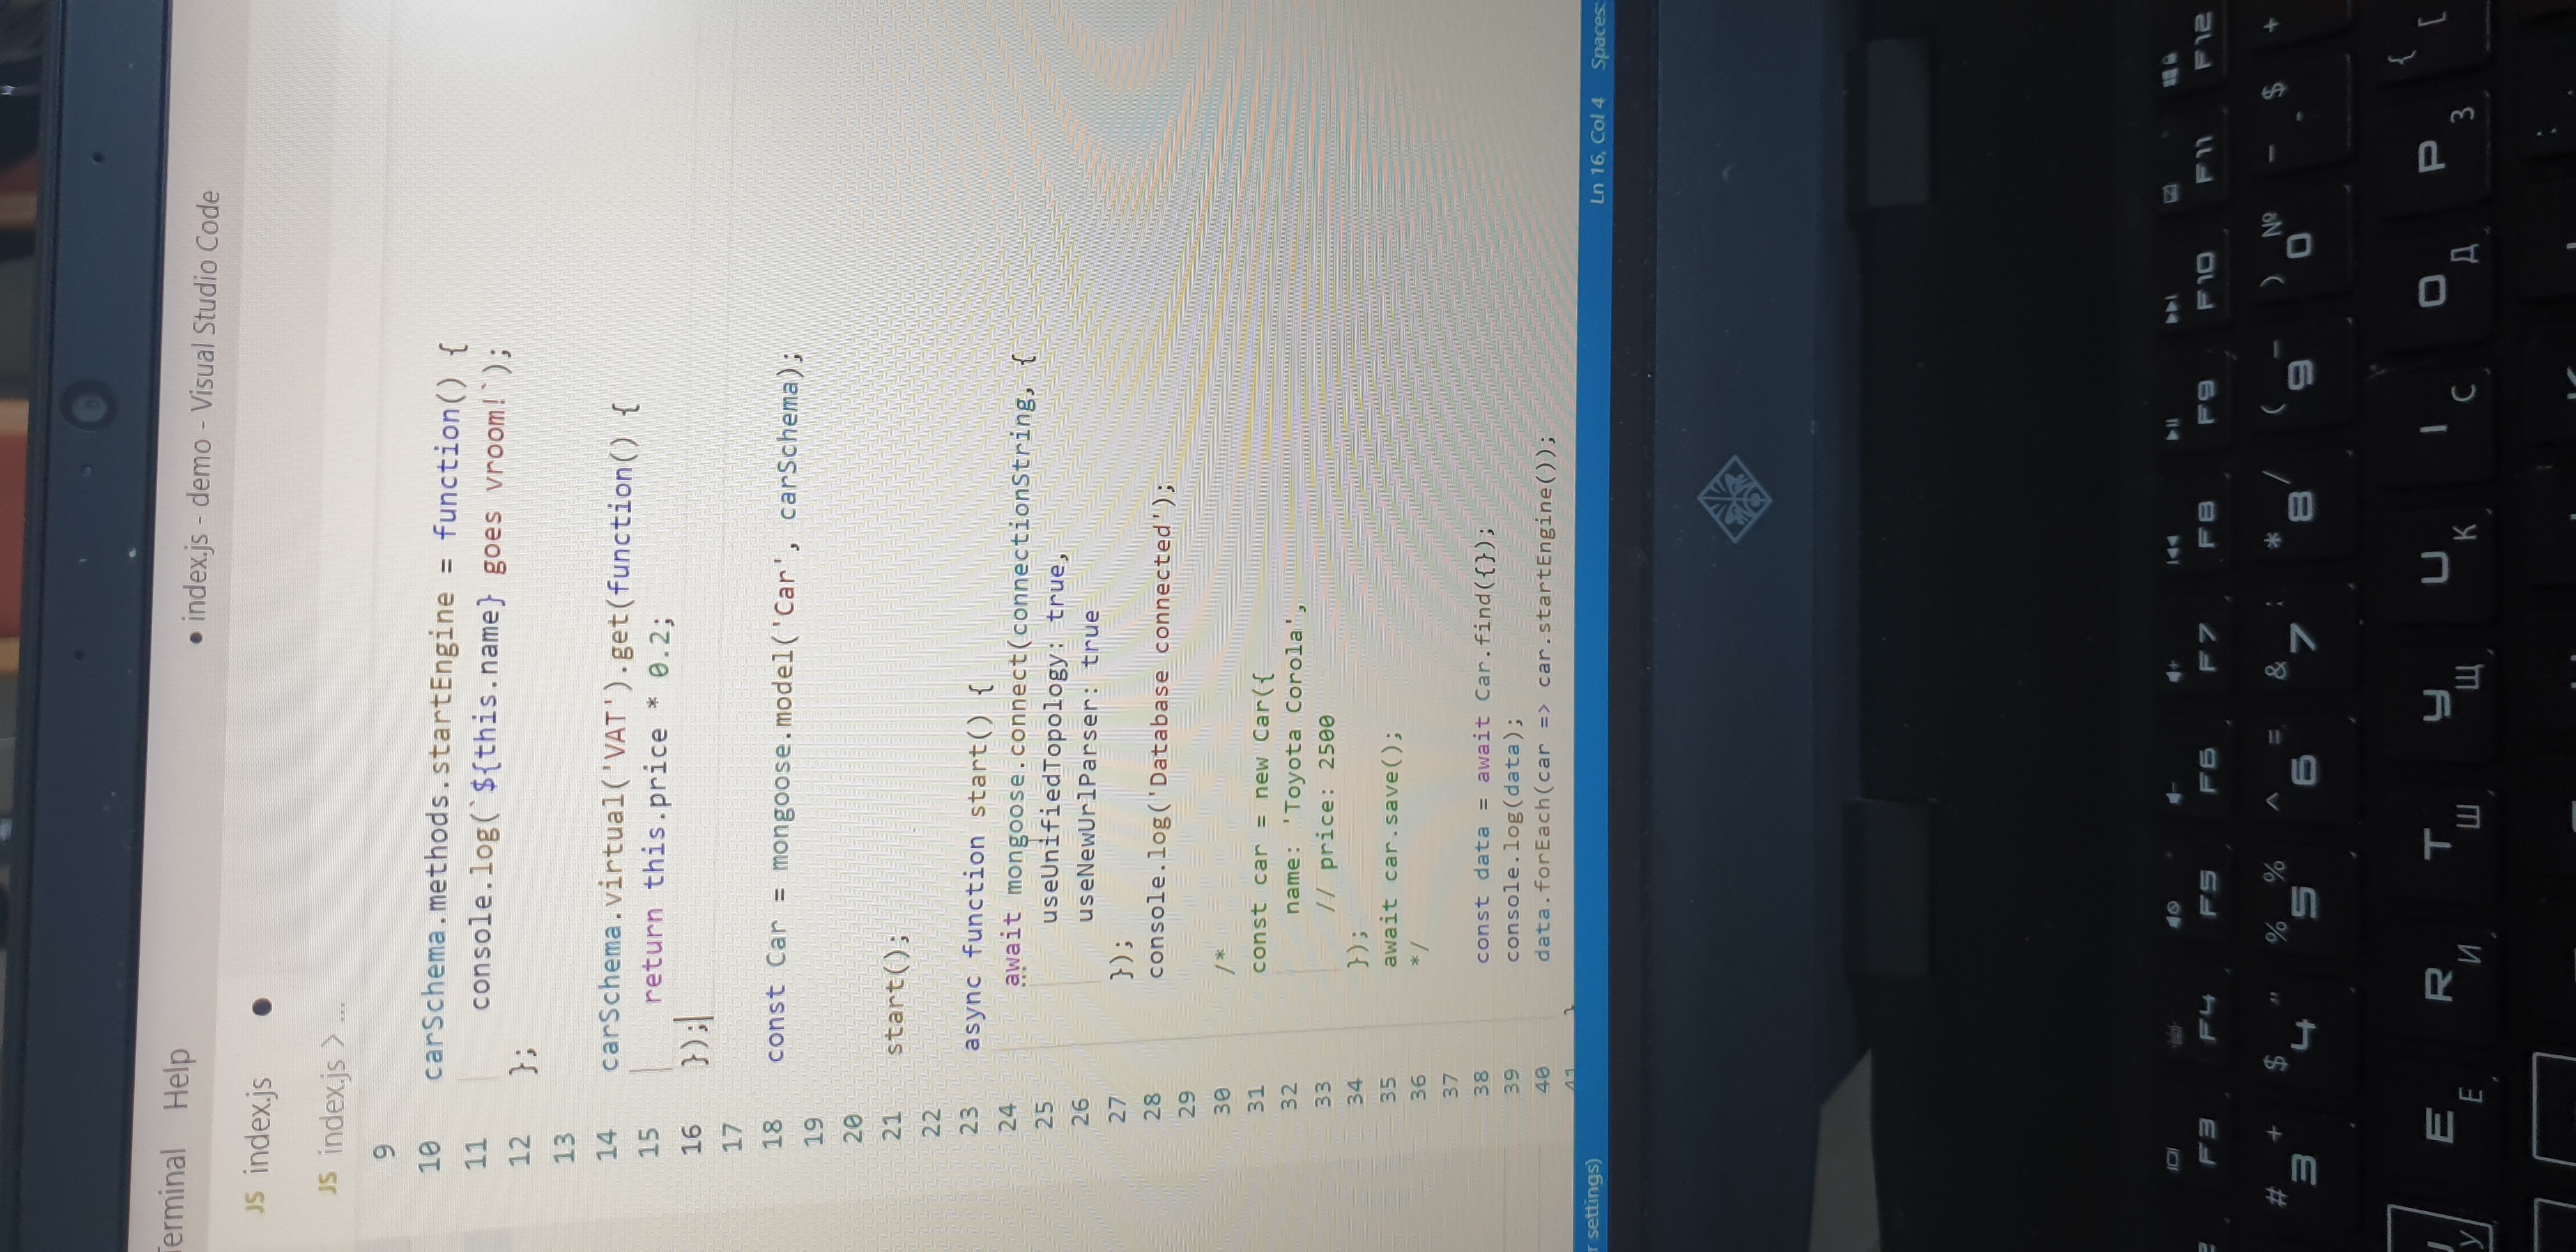 Terminal Help
● index.js - demo - Visual Studio Code
JS index.js ●
JS index.js > ...
9
10 carSchema.methods.startEngine = function() {
11     console.log(`${this.name} goes vroom!`);
12 };
13
14 carSchema.virtual('VAT').get(function() {
15     return this.price * 0.2;
16 });
17
18 const Car = mongoose.model('Car', carSchema);
19
20
21 start();
22
23 async function start() {
24     await mongoose.connect(connectionString, {
25         useUnifiedTopology: true,
26         useNewUrlParser: true
27     });
28     console.log('Database connected');
29
30     /*
31     const car = new Car({
32         name: 'Toyota Corola',
33         // price: 2500
34     });
35     await car.save();
36     */
37
38     const data = await Car.find({});
39     console.log(data);
40     data.forEach(car => car.startEngine());
41 }
r settings) Ln 16, Col 4 Spaces:
F3 F4 F5 F6 F7 F8 F9 F10 F11 F12
# + 3 $ " 4 % % 5 ^ = 6 & : 7 * / 8 ( - 9 ) № 0 - $ +
У E Е R И T Ш Y Щ U К I С O Д P З { [